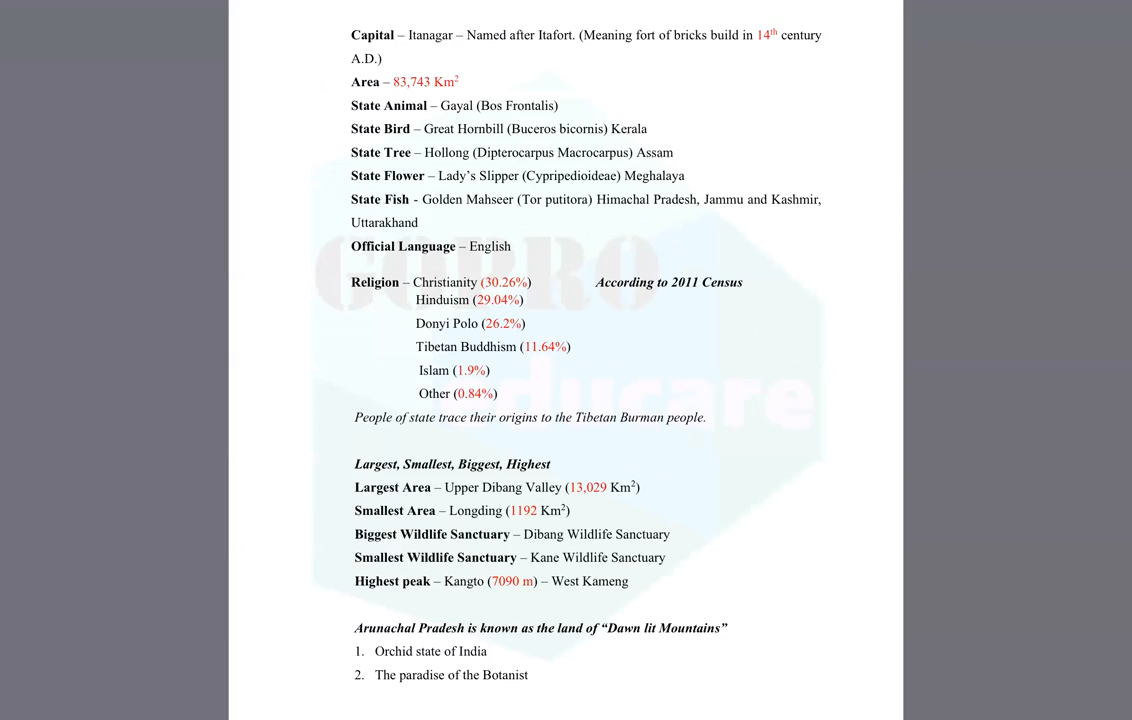 Capital – Itanagar – Named after Itafort. (Meaning fort of bricks build in 14th century
A.D.)
Area – 83,743 Km2
State Animal – Gayal (Bos Frontalis)
State Bird – Great Hornbill (Buceros bicornis) Kerala
State Tree – Hollong (Dipterocarpus Macrocarpus) Assam
State Flower – Lady’s Slipper (Cypripedioideae) Meghalaya
State Fish - Golden Mahseer (Tor putitora) Himachal Pradesh, Jammu and Kashmir,
Uttarakhand
Official Language – English
GOPRO
Religion – Christianity (30.26%) According to 2011 Census
Hinduism (29.04%)
Donyi Polo (26.2%)
Tibetan Buddhism (11.64%)
Islam (1.9%)
Other (0.84%)
ducare
People of state trace their origins to the Tibetan Burman people.
Largest, Smallest, Biggest, Highest
Largest Area – Upper Dibang Valley (13,029 Km2)
Smallest Area – Longding (1192 Km2)
Biggest Wildlife Sanctuary – Dibang Wildlife Sanctuary
Smallest Wildlife Sanctuary – Kane Wildlife Sanctuary
Highest peak – Kangto (7090 m) – West Kameng
Arunachal Pradesh is known as the land of “Dawn lit Mountains”
1. Orchid state of India
2. The paradise of the Botanist